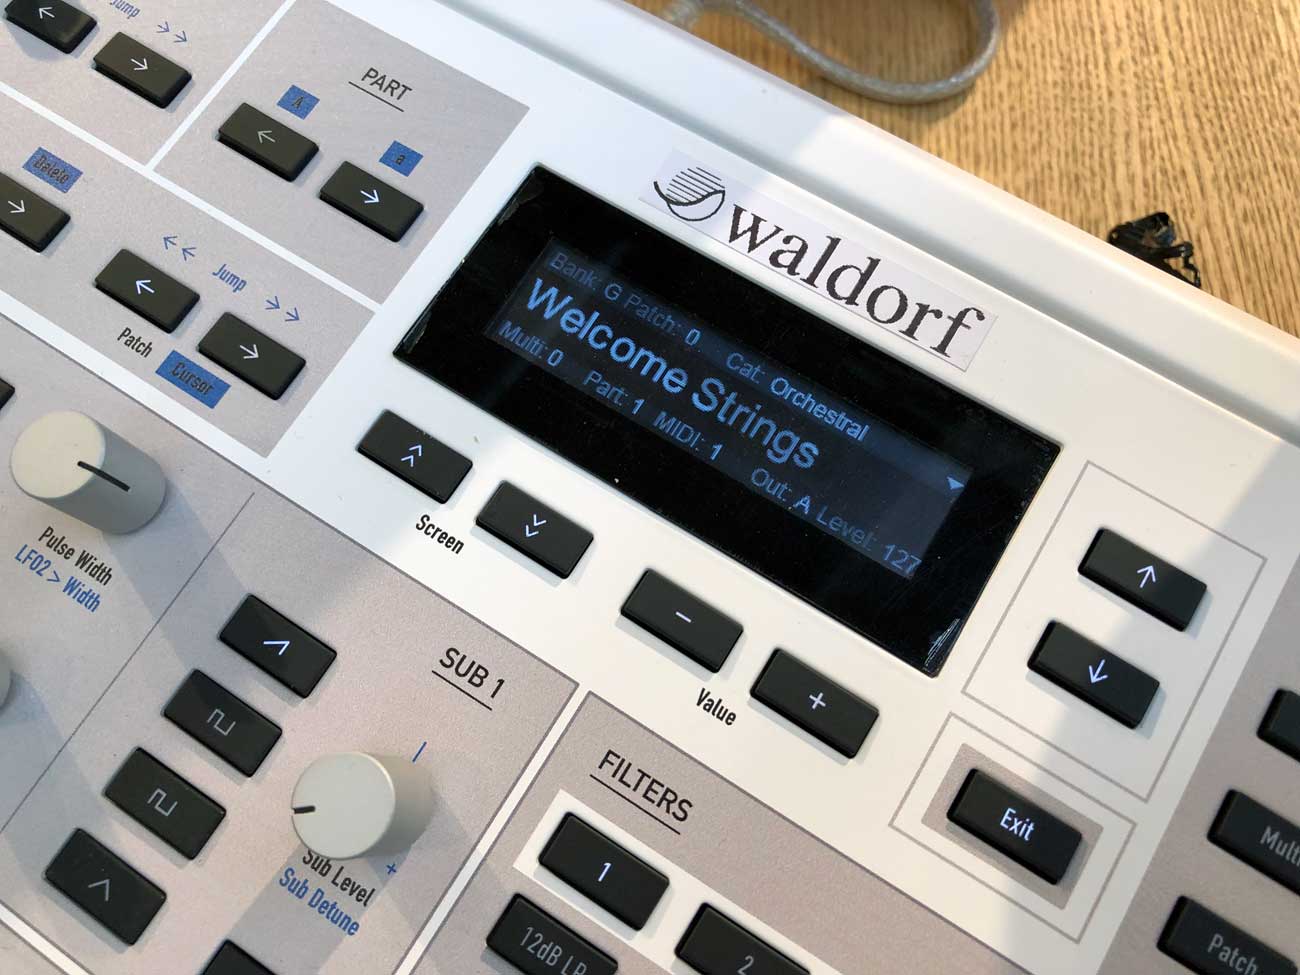 Jump
PART
A
a
Delete
Jump
Patch
Cursor
waldorf
Bank: G Patch: 0 Cat: Orchestral
Welcome Strings
Multi: 0 Part: 1 MIDI: 1 Out: A Level: 127
Screen
Value
Pulse Width
LFO2 > Width
SUB 1
Sub Level
Sub Detune
+
FILTERS
1
2
12dB LP
Exit
Multi
Patch